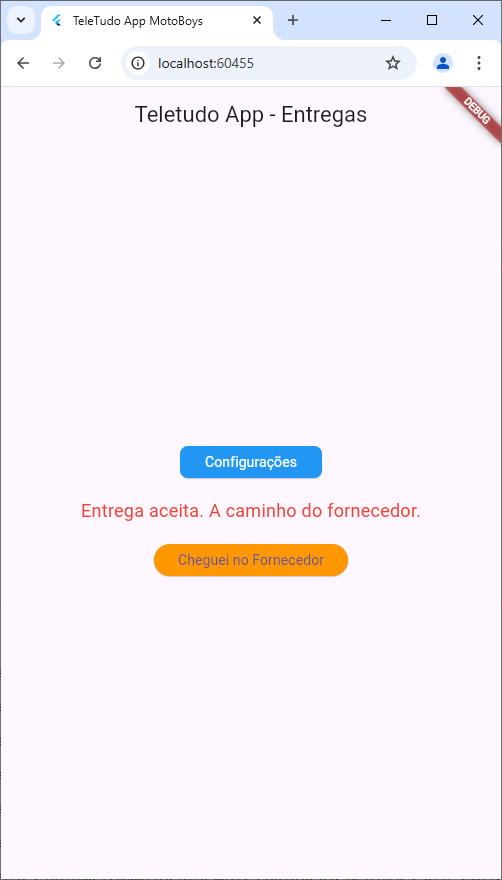 TeleTudo App MotoBoys
localhost:60455
Teletudo App - Entregas
DEBUG
Configurações
Entrega aceita. A caminho do fornecedor.
Cheguei no Fornecedor